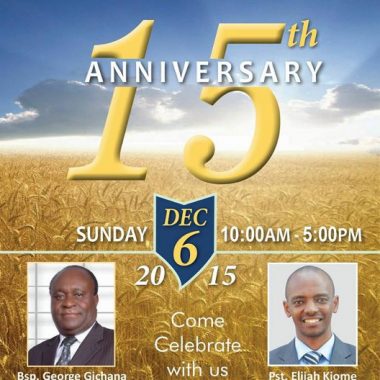 15th
ANNIVERSARY
SUNDAY DEC 6 10:00AM - 5:00PM
20 15
Come
Celebrate
with us
Bsp. George Gichana Pst. Elijah Kiome